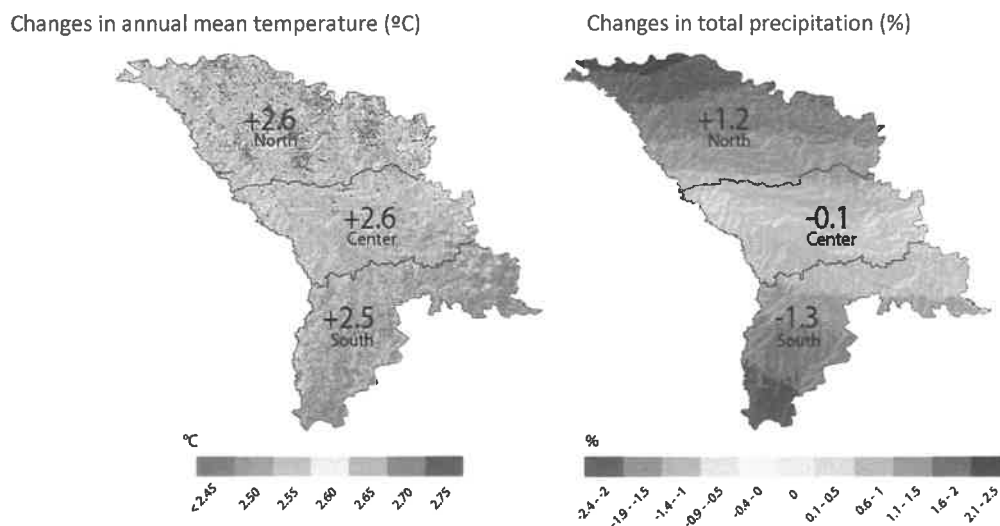 Changes in annual mean temperature (ºC)
+2.6
North
+2.6
Center
+2.5
South
ºC
<2.45
2.50
2.55
2.60
2.65
2.70
2.75
Changes in total precipitation (%)
+1.2
North
-0.1
Center
-1.3
South
%
-2.4 - -2
-1.9 - -1.5
-1.4 - -1
-0.9 - -0.5
-0.4 - 0
0
0.1 - 0.5
0.6 - 1
1.1 - 1.5
1.6 - 2
2.1 - 2.5